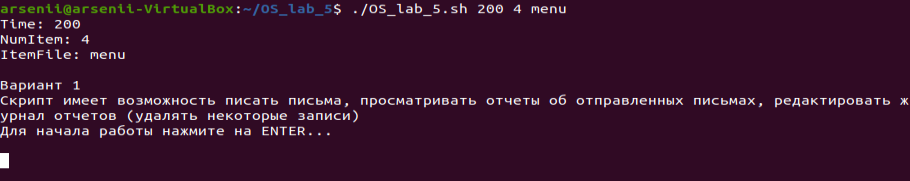 arsenii@arsenii-VirtualBox:~/OS_lab_5$ ./OS_lab_5.sh 200 4 menu
Time: 200
NumItem: 4
ItemFile: menu
Вариант 1
Скрипт имеет возможность писать письма, просматривать отчеты об отправленных письмах, редактировать ж
урнал отчетов (удалять некоторые записи)
Для начала работы нажмите на ENTER...